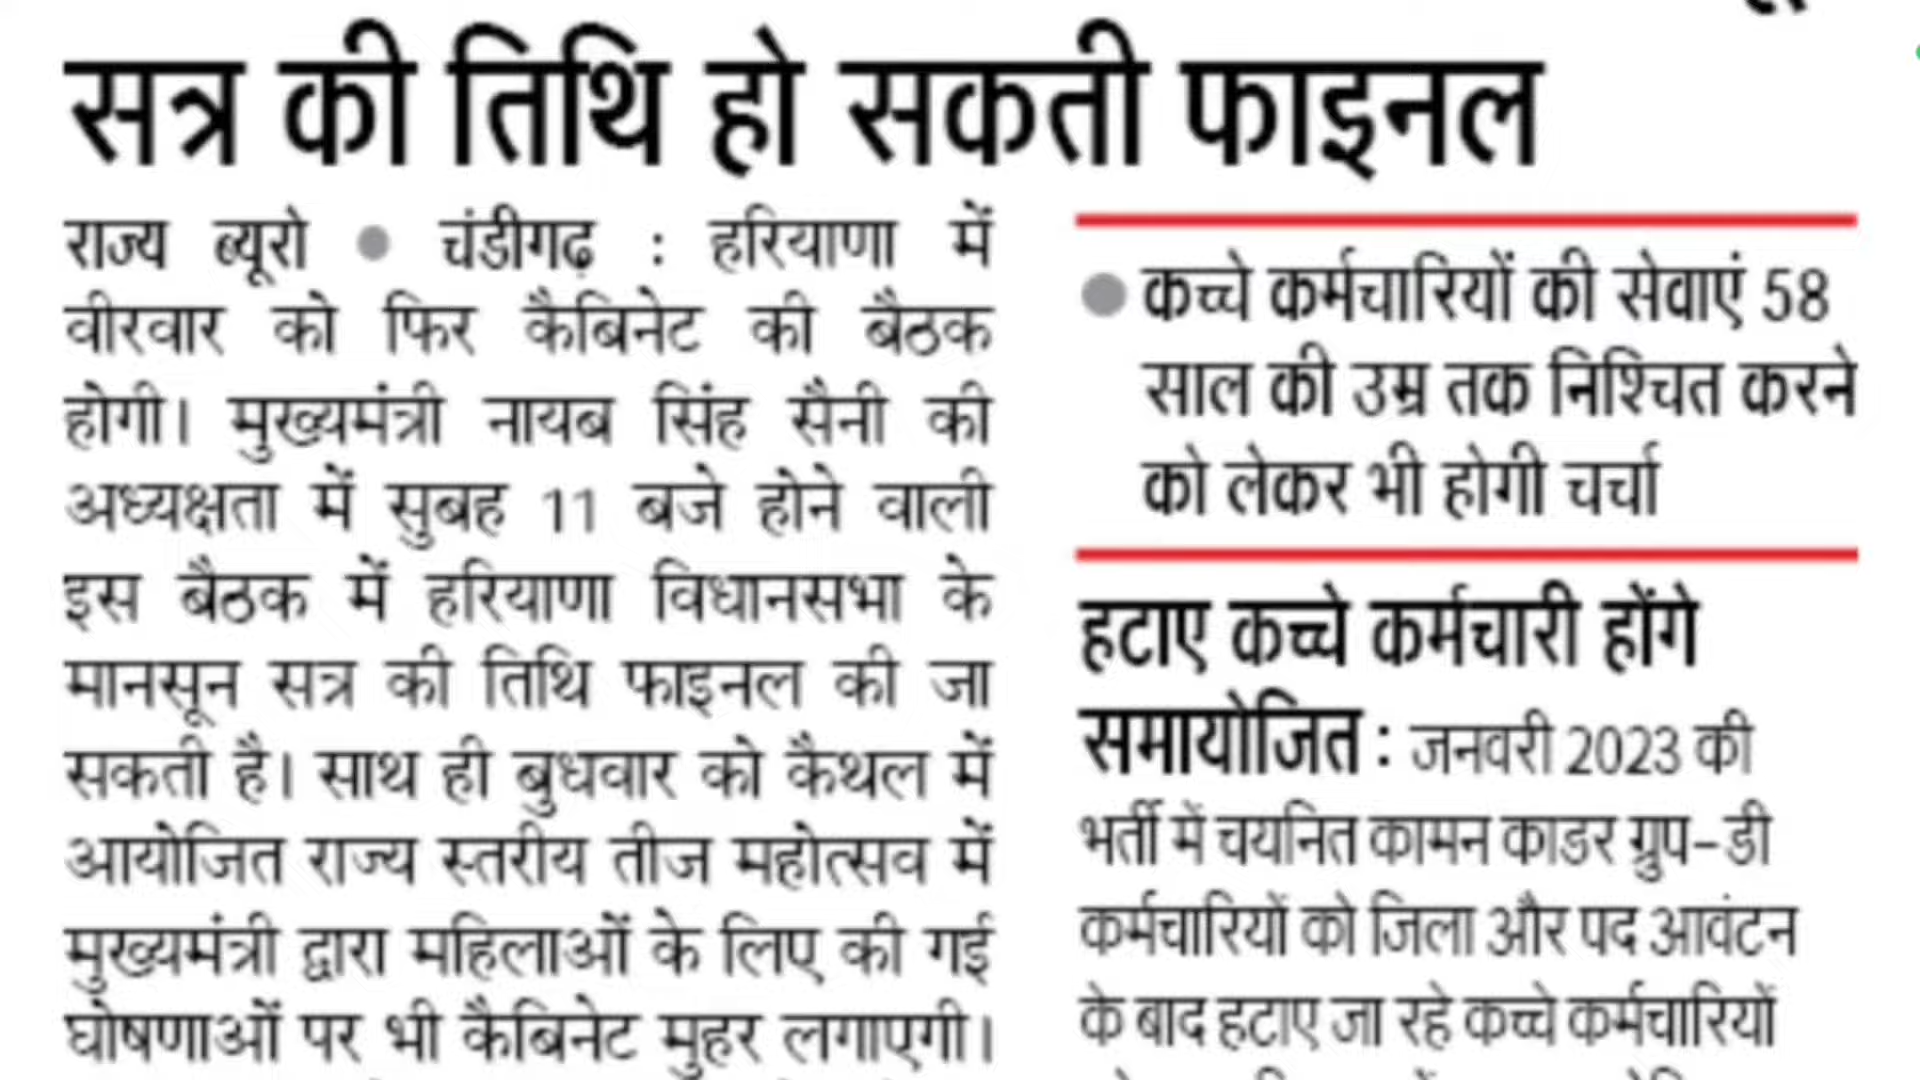 सत्र की तिथि हो सकती फाइनल
राज्य ब्यूरो ● चंडीगढ़ : हरियाणा में
वीरवार को फिर कैबिनेट की बैठक
होगी। मुख्यमंत्री नायब सिंह सैनी की
अध्यक्षता में सुबह 11 बजे होने वाली
इस बैठक में हरियाणा विधानसभा के
मानसून सत्र की तिथि फाइनल की जा
सकती है। साथ ही बुधवार को कैथल में
आयोजित राज्य स्तरीय तीज महोत्सव में
मुख्यमंत्री द्वारा महिलाओं के लिए की गई
घोषणाओं पर भी कैबिनेट मुहर लगाएगी।
● कच्चे कर्मचारियों की सेवाएं 58
साल की उम्र तक निश्चित करने
को लेकर भी होगी चर्चा
हटाए कच्चे कर्मचारी होंगे
समायोजित : जनवरी 2023 की
भर्ती में चयनित कामन काडर ग्रुप-डी
कर्मचारियों को जिला और पद आवंटन
के बाद हटाए जा रहे कच्चे कर्मचारियों